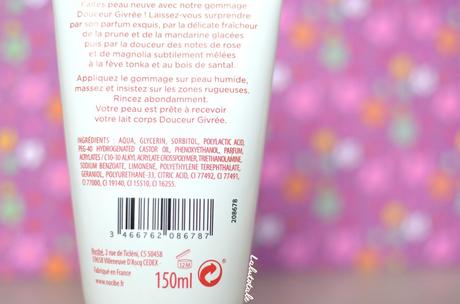 Faites peau neuve avec notre gommage
Douceur Givrée ! Laissez-vous surprendre
par son parfum exquis, par la délicate fraîcheur
de la prune et de la mandarine glacées
puis par la douceur des notes de rose
et de magnolia subtilement mêlées
à la fève tonka et au bois de santal.
Appliquez le gommage sur peau humide,
massez et insistez sur les zones rugueuses.
Rincez abondamment.
Votre peau est prête à recevoir
votre lait corps Douceur Givrée.
INGRÉDIENTS : AQUA, GLYCERIN, SORBITOL, POLYLACTIC ACID,
PEG-40 HYDROGENATED CASTOR OIL, PHENOXYETHANOL, PARFUM,
ACRYLATES / C10-30 ALKYL ACRYLATE CROSSPOLYMER, TRIETHANOLAMINE,
SODIUM BENZOATE, LIMONENE, POLYETHYLENE TEREPHTHALATE,
GERANIOL, POLYURETHANE-33, CITRIC ACID, CI 77492, CI 77491,
CI 77000, CI 19140, CI 15510, CI 16255.
3 466762 086787
208678
Nocibé, 2 rue de Ticléni, CS 50458
59658 Villeneuve D'Ascq CEDEX
Fabriqué en France
www.nocibe.fr
12 M
150ml
Lalutotale